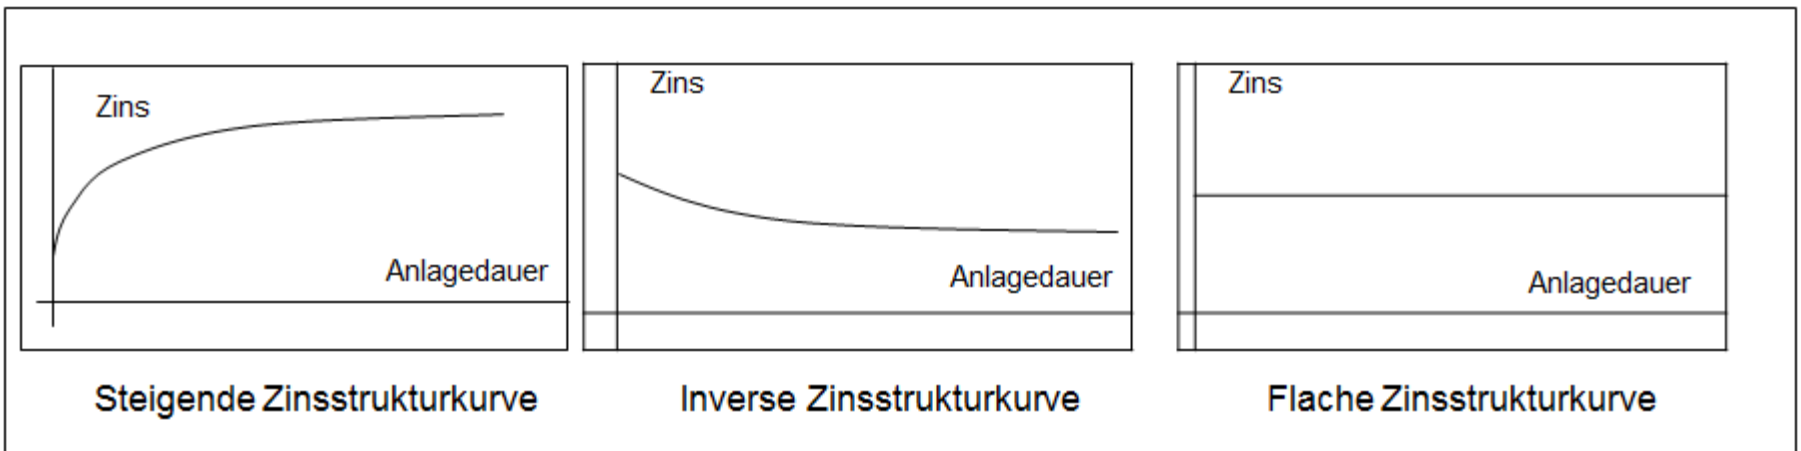 Zins
Anlagedauer
Steigende Zinsstrukturkurve
Zins
Anlagedauer
Inverse Zinsstrukturkurve
Zins
Anlagedauer
Flache Zinsstrukturkurve